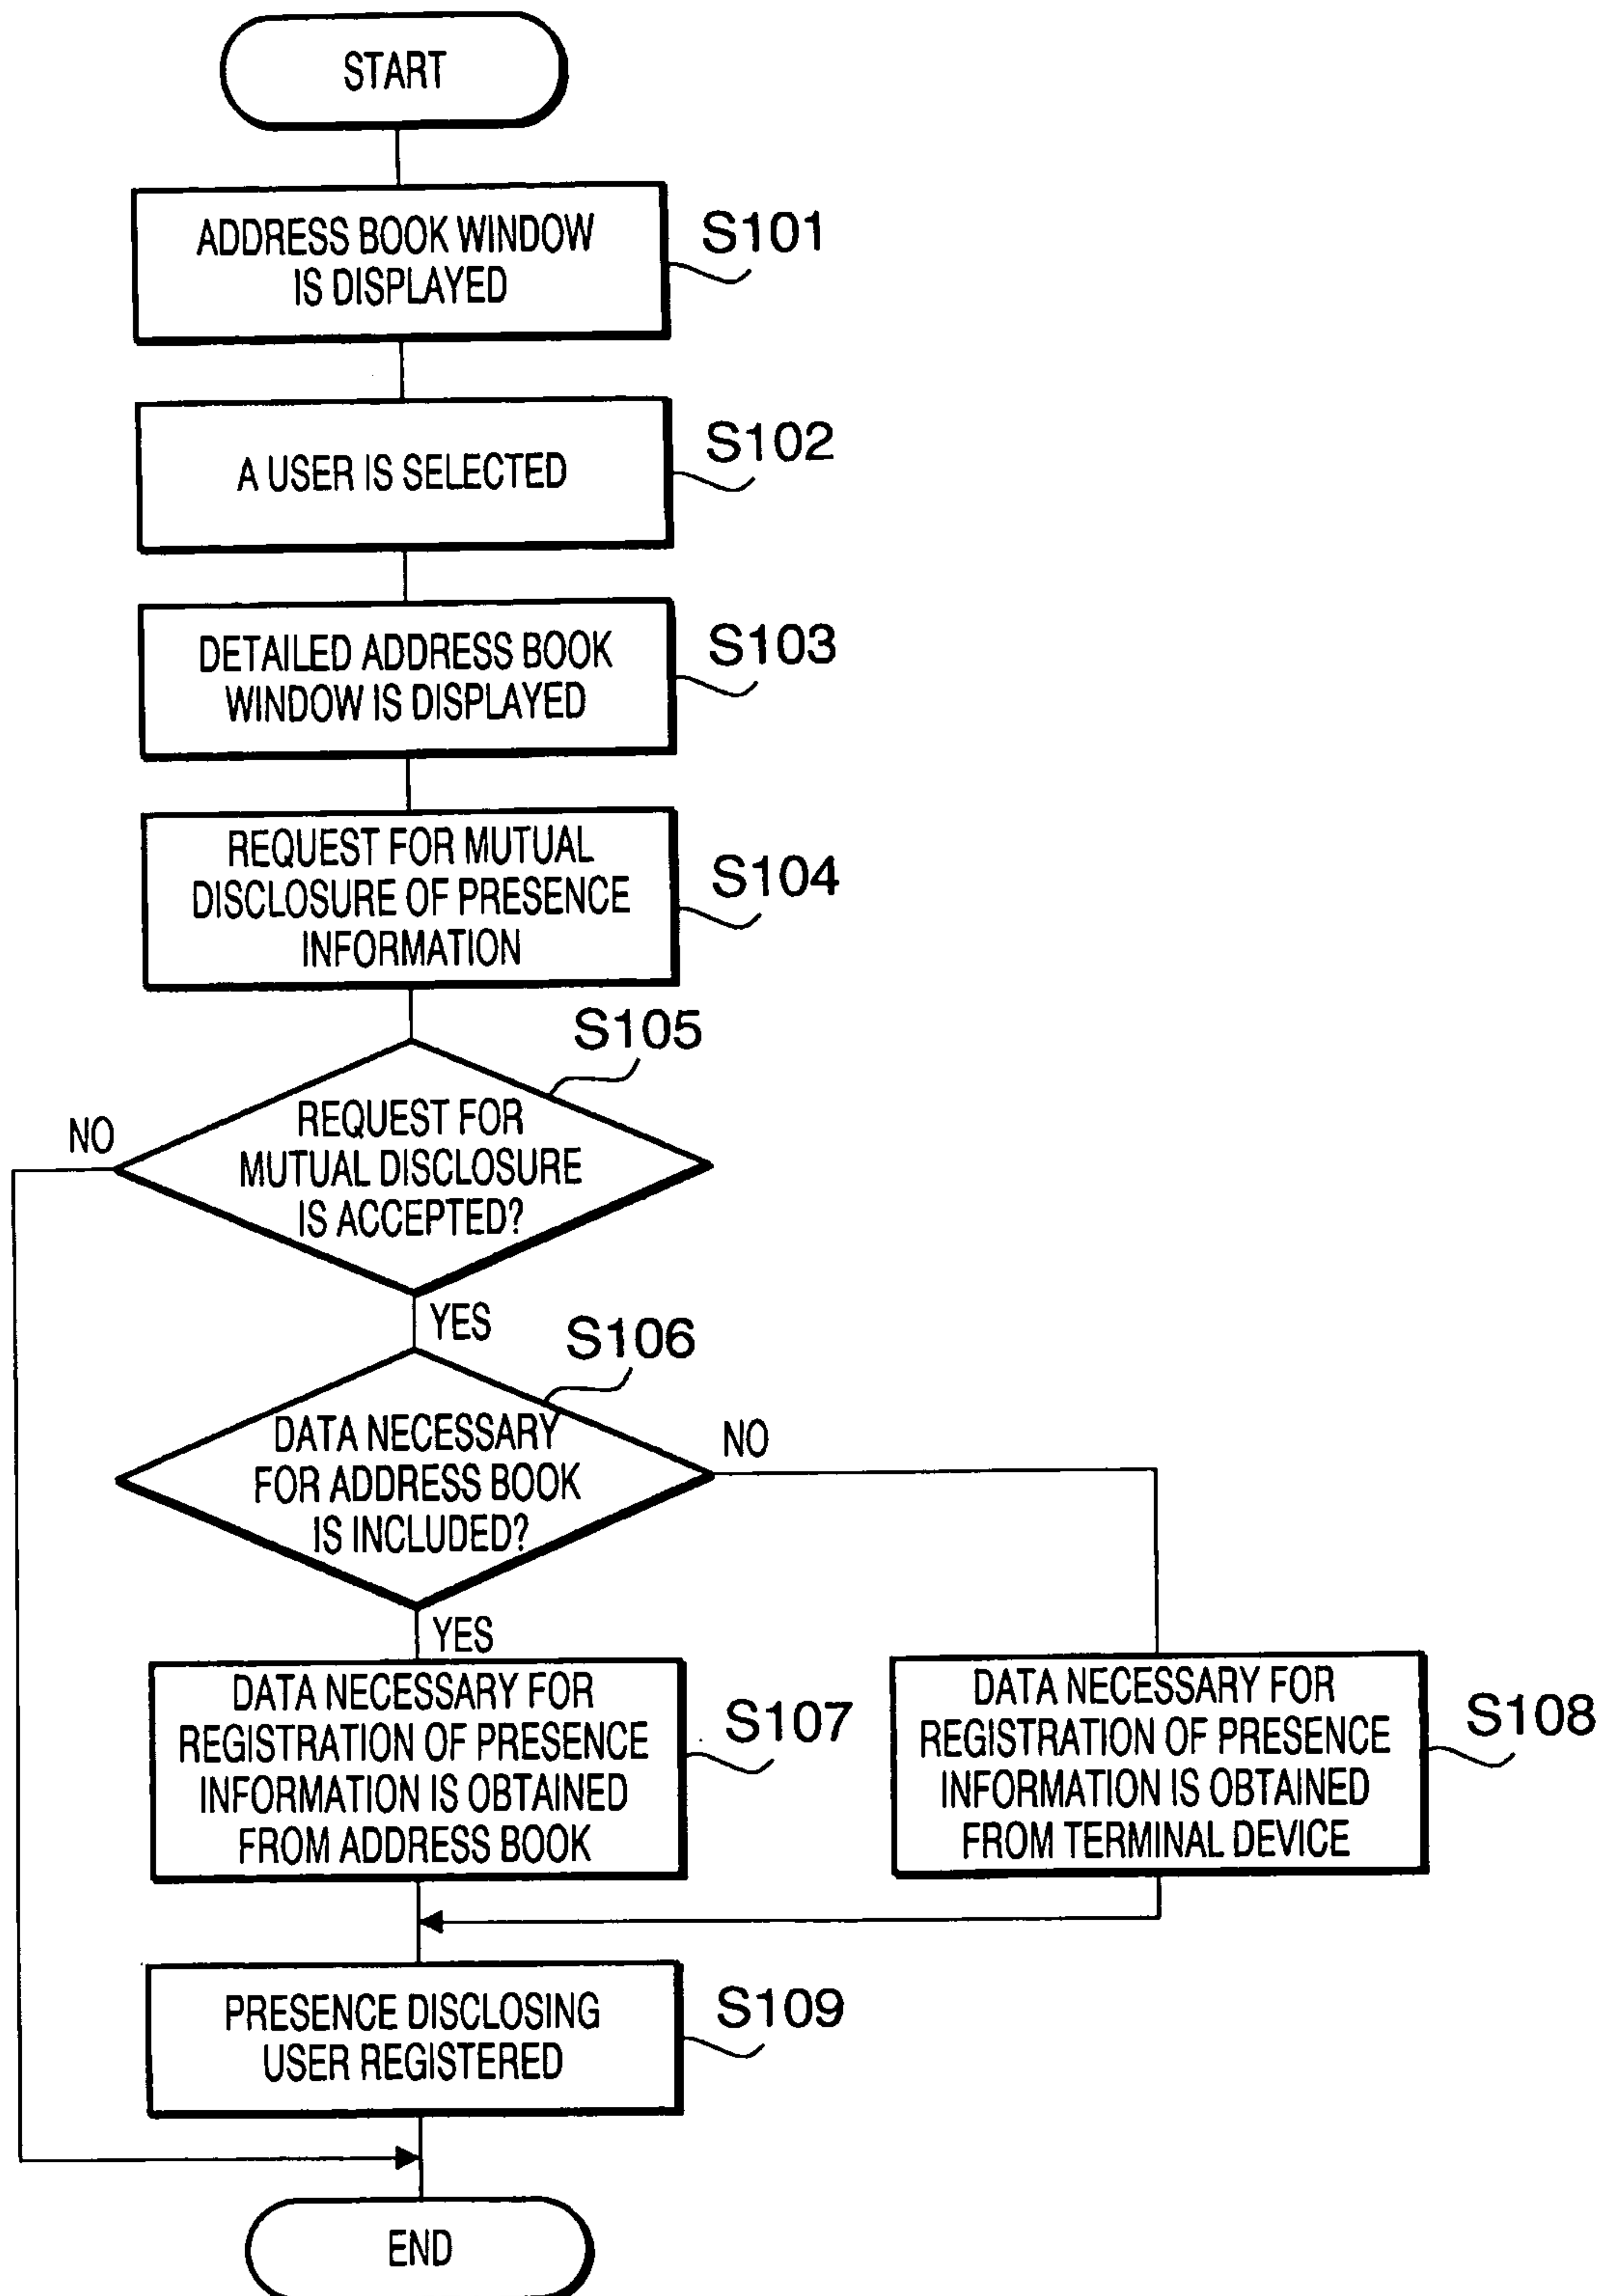 START
ADDRESS BOOK WINDOW
IS DISPLAYED
S101
A USER IS SELECTED
S102
DETAILED ADDRESS BOOK
WINDOW IS DISPLAYED
S103
REQUEST FOR MUTUAL
DISCLOSURE OF PRESENCE
INFORMATION
S104
S105
REQUEST FOR
MUTUAL DISCLOSURE
IS ACCEPTED?
NO
YES
S106
DATA NECESSARY
FOR ADDRESS BOOK
IS INCLUDED?
NO
YES
DATA NECESSARY FOR
REGISTRATION OF PRESENCE
INFORMATION IS OBTAINED
FROM ADDRESS BOOK
S107
DATA NECESSARY FOR
REGISTRATION OF PRESENCE
INFORMATION IS OBTAINED
FROM TERMINAL DEVICE
S108
PRESENCE DISCLOSING
USER REGISTERED
S109
END